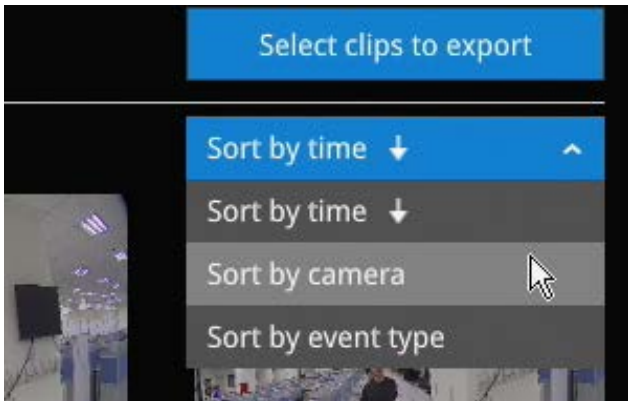 Select clips to export
Sort by time
Sort by time
Sort by camera
Sort by event type